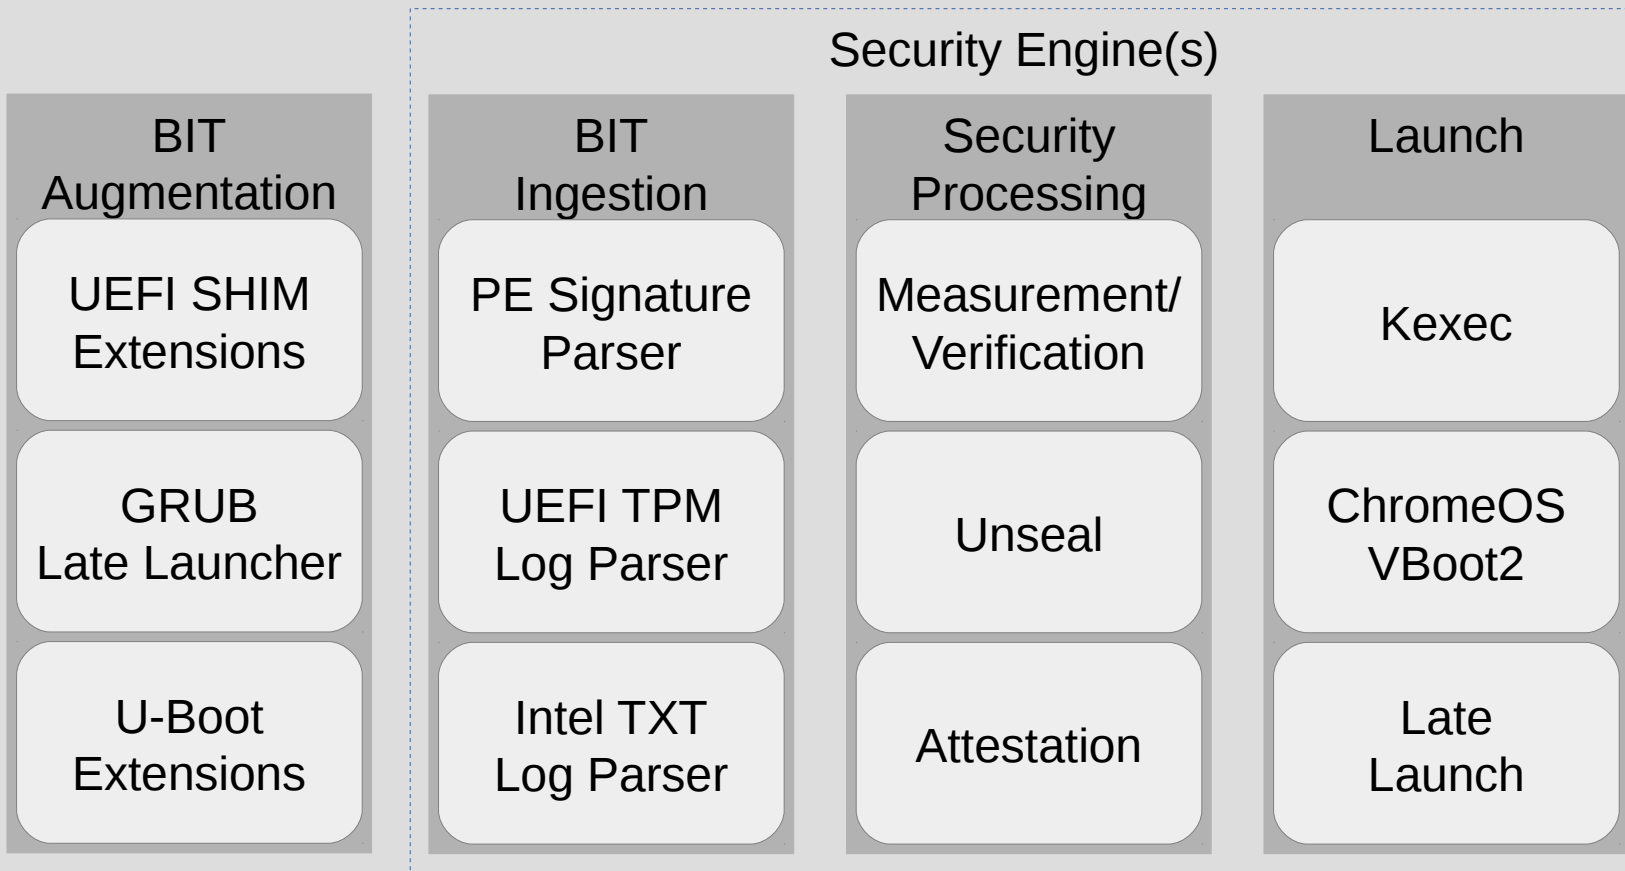 Security Engine(s)
BIT
Augmentation
UEFI SHIM
Extensions
GRUB
Late Launcher
U-Boot
Extensions
BIT
Ingestion
PE Signature
Parser
UEFI TPM
Log Parser
Intel TXT
Log Parser
Security
Processing
Measurement/
Verification
Unseal
Attestation
Launch
Kexec
ChromeOS
VBoot2
Late
Launch